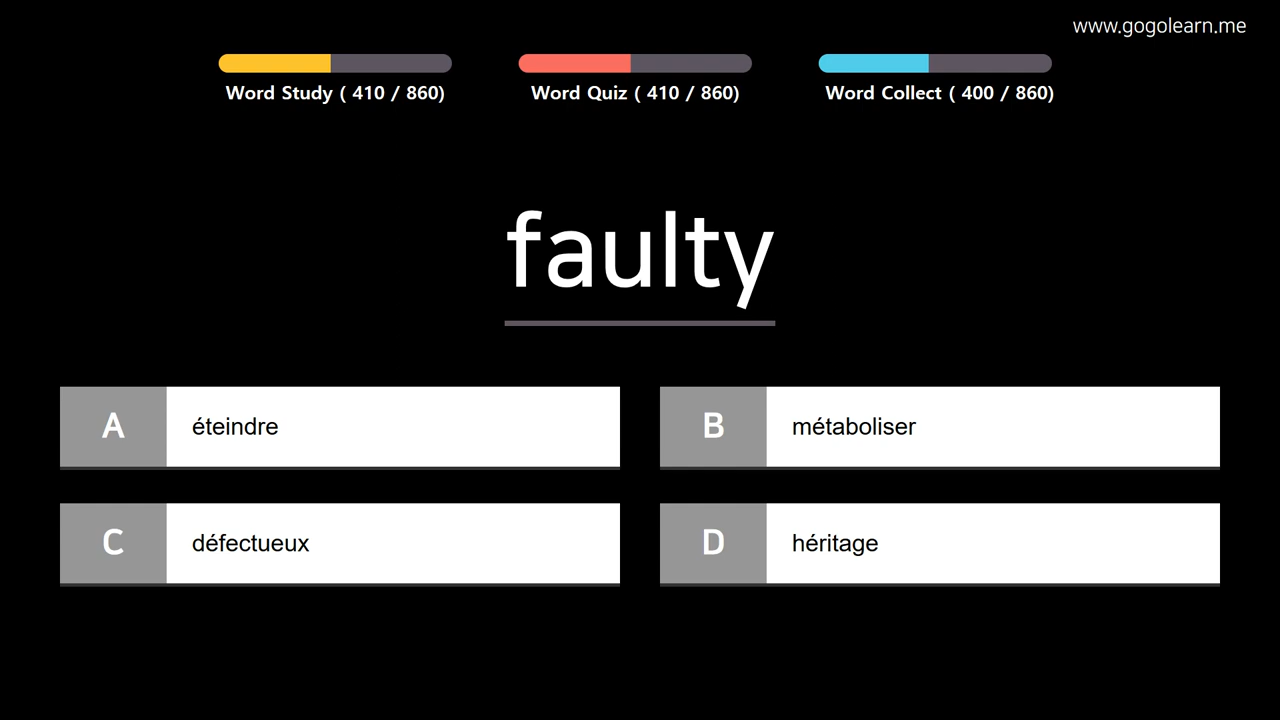 www.gogolearn.me
Word Study ( 410 / 860)
Word Quiz ( 410 / 860)
Word Collect ( 400 / 860)
faulty
A éteindre
B métaboliser
C défectueux
D héritage